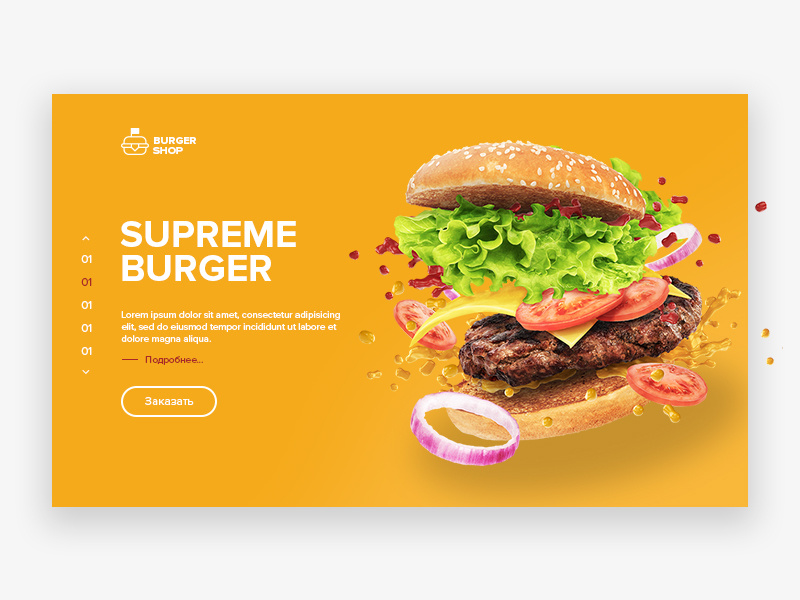 BURGER
SHOP
SUPREME
BURGER
01
01
01
01
01
Lorem ipsum dolor sit amet, consectetur adipisicing
elit, sed do eiusmod tempor incididunt ut labore et
dolore magna aliqua.
Подробнее...
Заказать